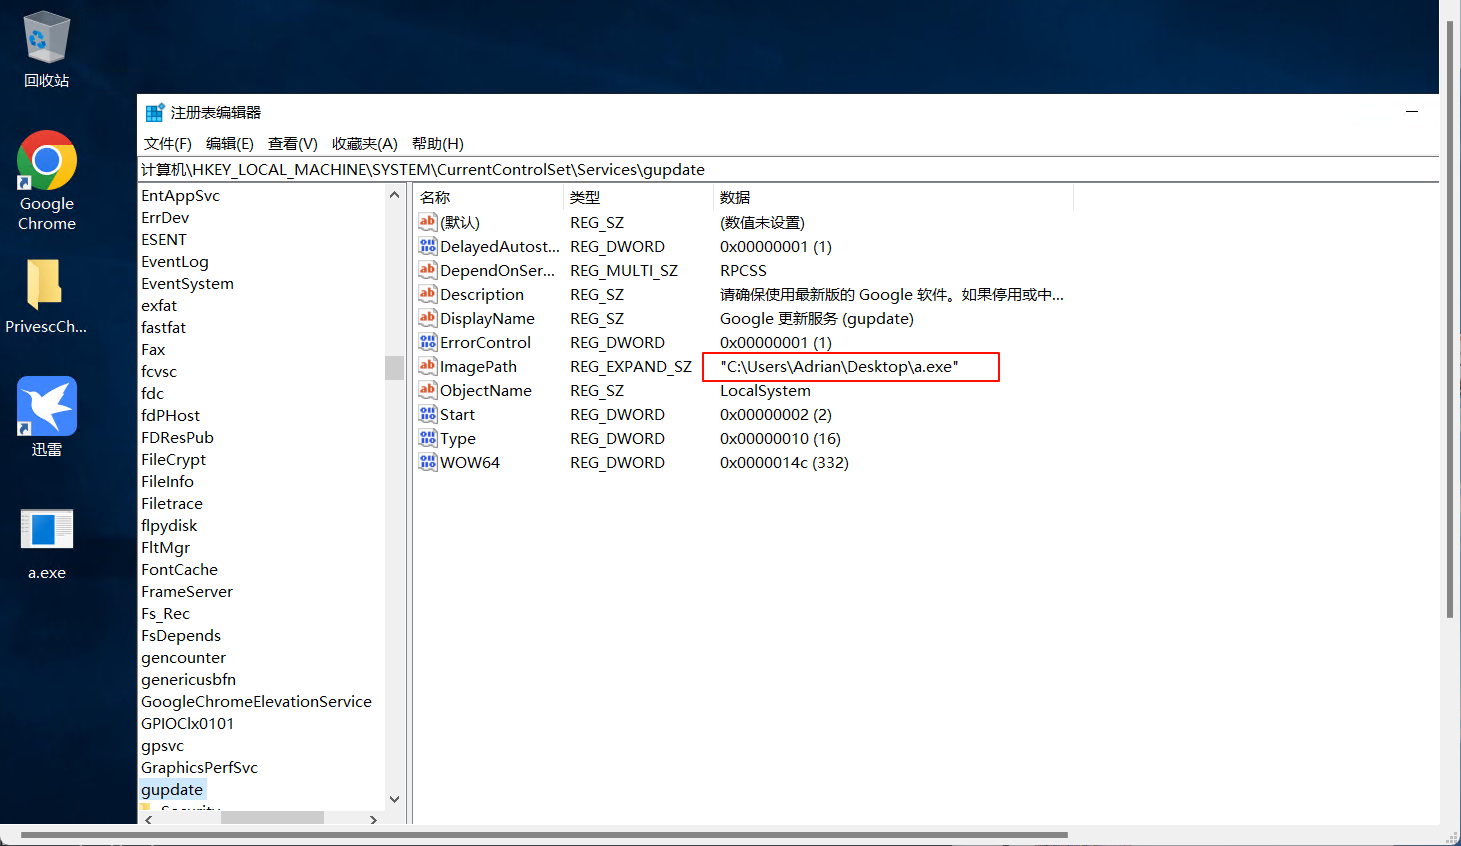 回收站
Google
Chrome
PrivescCh...
迅雷
a.exe
注册表编辑器
文件(F) 编辑(E) 查看(V) 收藏夹(A) 帮助(H)
计算机\HKEY_LOCAL_MACHINE\SYSTEM\CurrentControlSet\Services\gupdate
EntAppSvc
ErrDev
ESENT
EventLog
EventSystem
exfat
fastfat
Fax
fcvsc
fdc
fdPHost
FDResPub
FileCrypt
FileInfo
Filetrace
flpydisk
FltMgr
FontCache
FrameServer
Fs_Rec
FsDepends
gencounter
genericusbfn
GoogleChromeElevationService
GPIOClx0101
gpsvc
GraphicsPerfSvc
gupdate
Security
名称 类型 数据
(默认) REG_SZ (数值未设置)
DelayedAutost... REG_DWORD 0x00000001 (1)
DependOnSer... REG_MULTI_SZ RPCSS
Description REG_SZ 请确保使用最新版的 Google 软件。如果停用或中...
DisplayName REG_SZ Google 更新服务 (gupdate)
ErrorControl REG_DWORD 0x00000001 (1)
ImagePath REG_EXPAND_SZ "C:\Users\Adrian\Desktop\a.exe"
ObjectName REG_SZ LocalSystem
Start REG_DWORD 0x00000002 (2)
Type REG_DWORD 0x00000010 (16)
WOW64 REG_DWORD 0x0000014c (332)